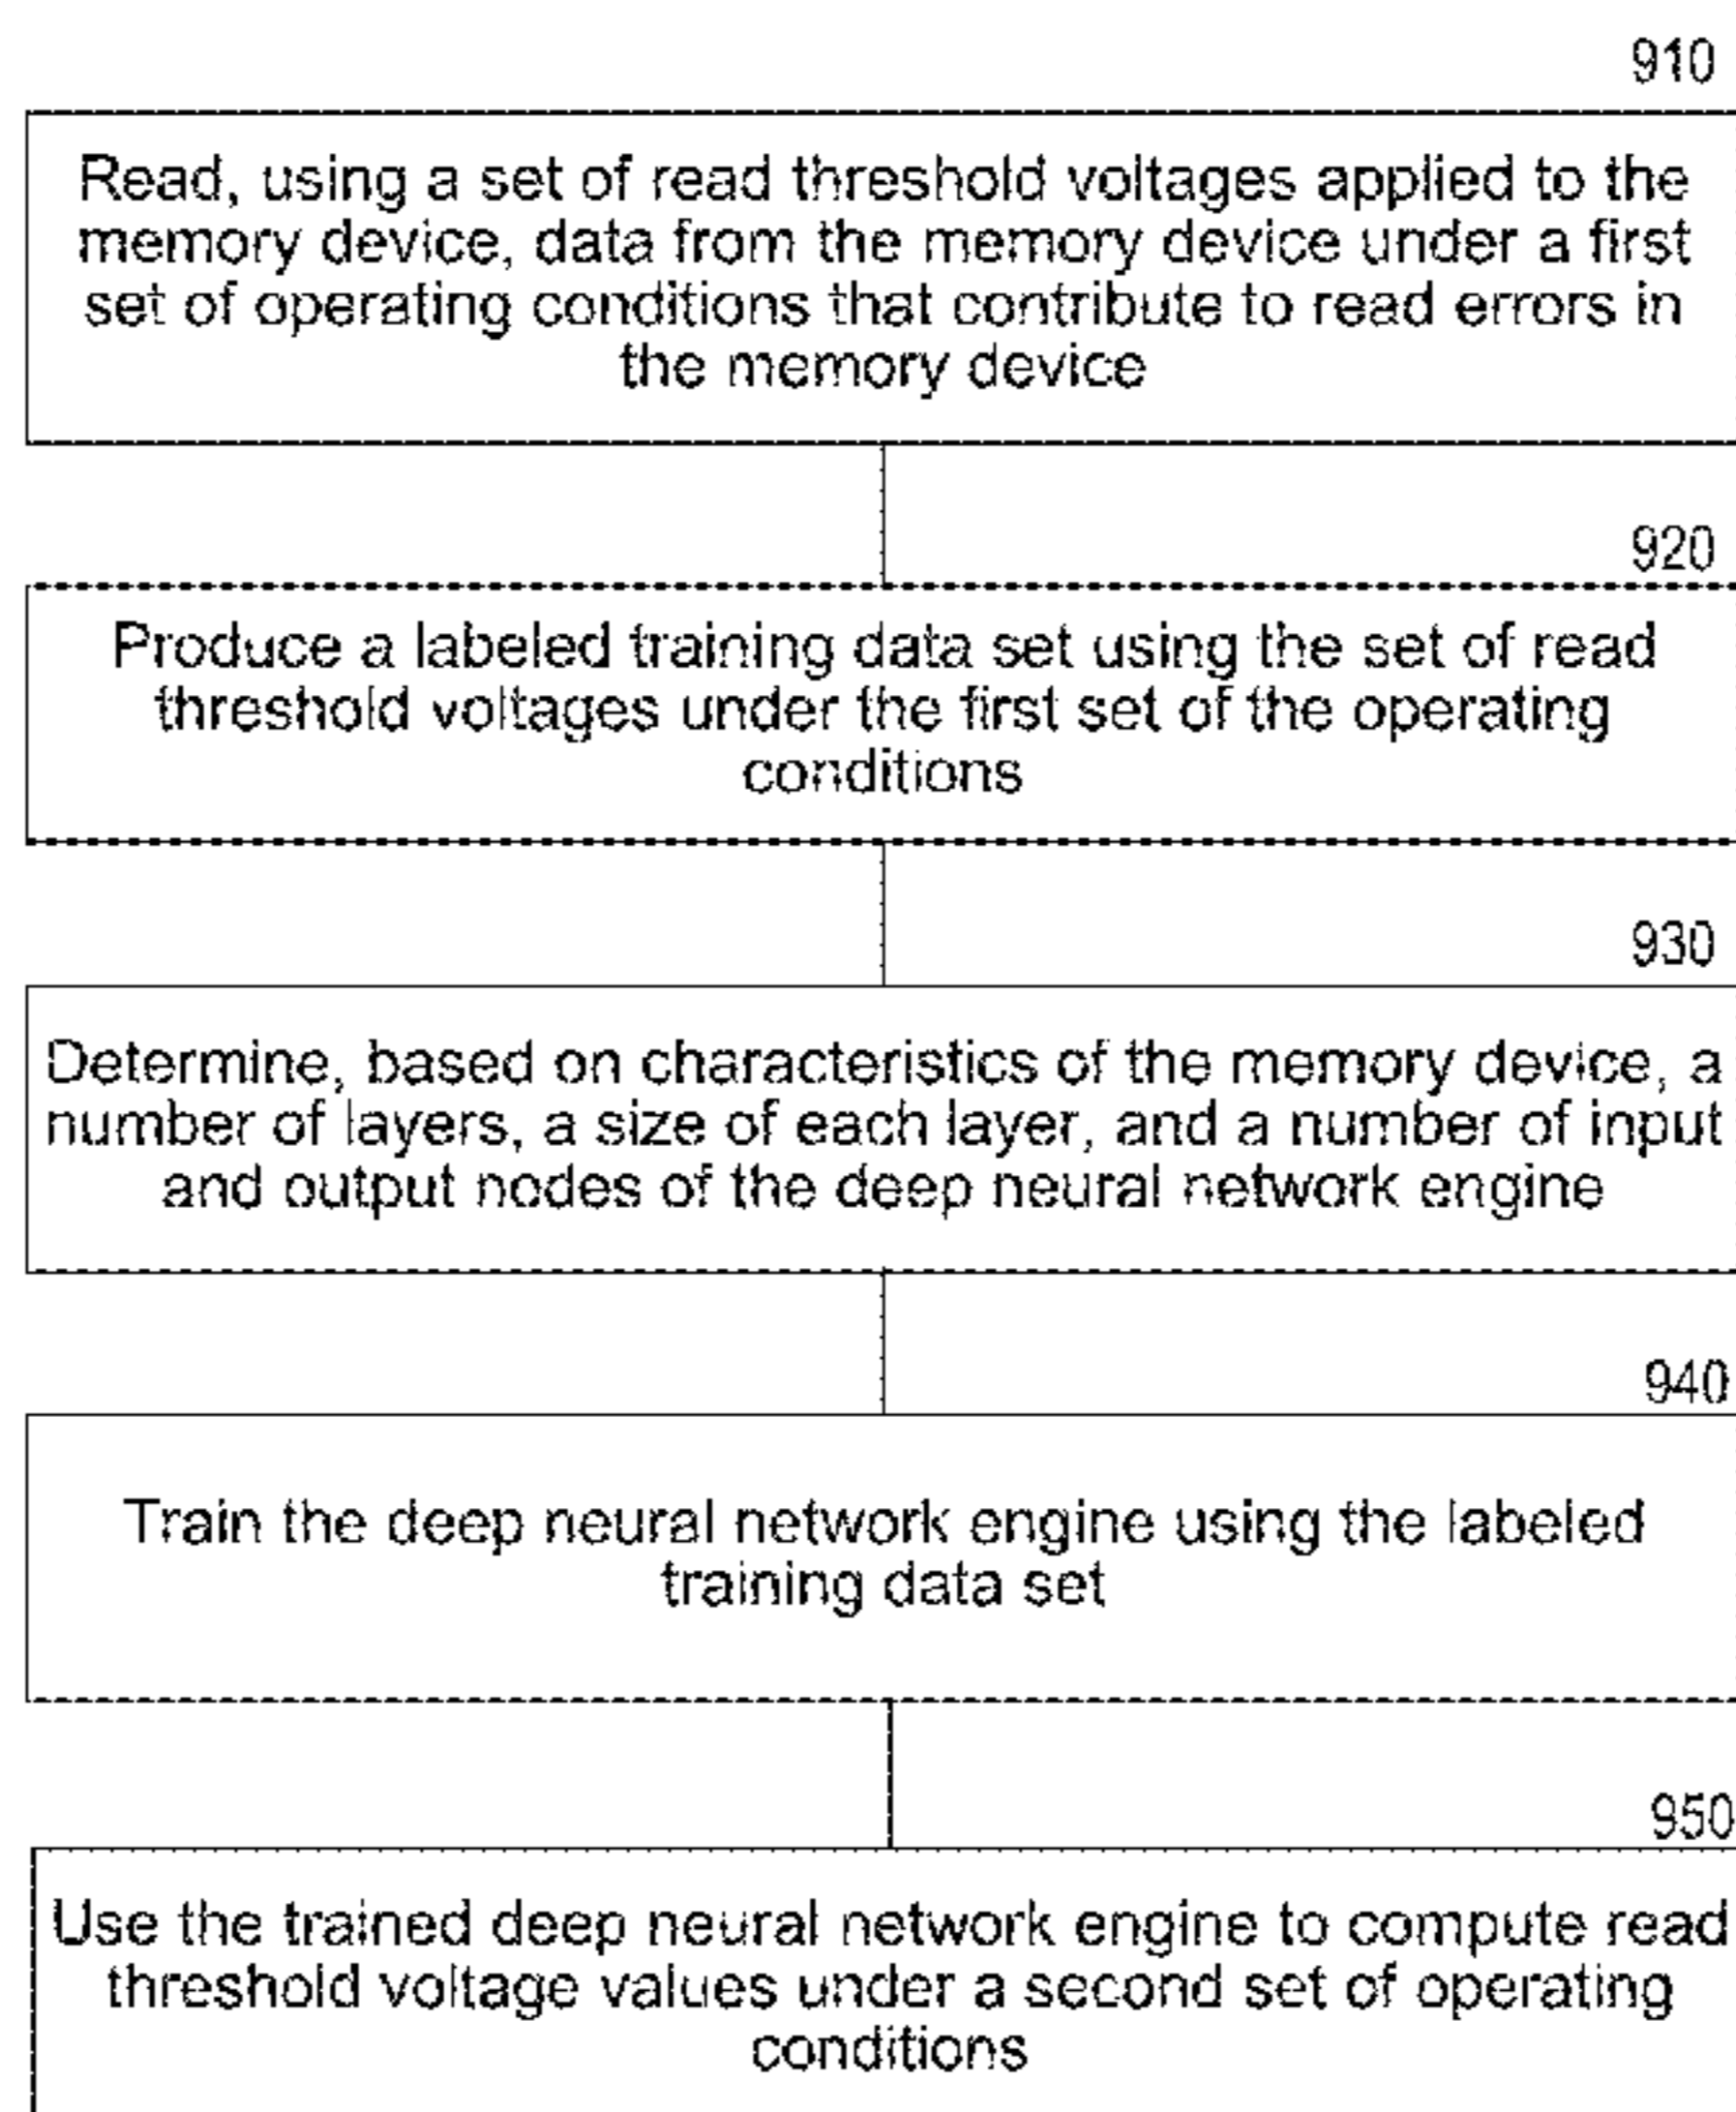 910
Read, using a set of read threshold voltages applied to the
memory device, data from the memory device under a first
set of operating conditions that contribute to read errors in
the memory device
920
Produce a labeled training data set using the set of read
threshold voltages under the first set of the operating
conditions
930
Determine, based on characteristics of the memory device, a
number of layers, a size of each layer, and a number of input
and output nodes of the deep neural network engine
940
Train the deep neural network engine using the labeled
training data set
950
Use the trained deep neural network engine to compute read
threshold voltage values under a second set of operating
conditions